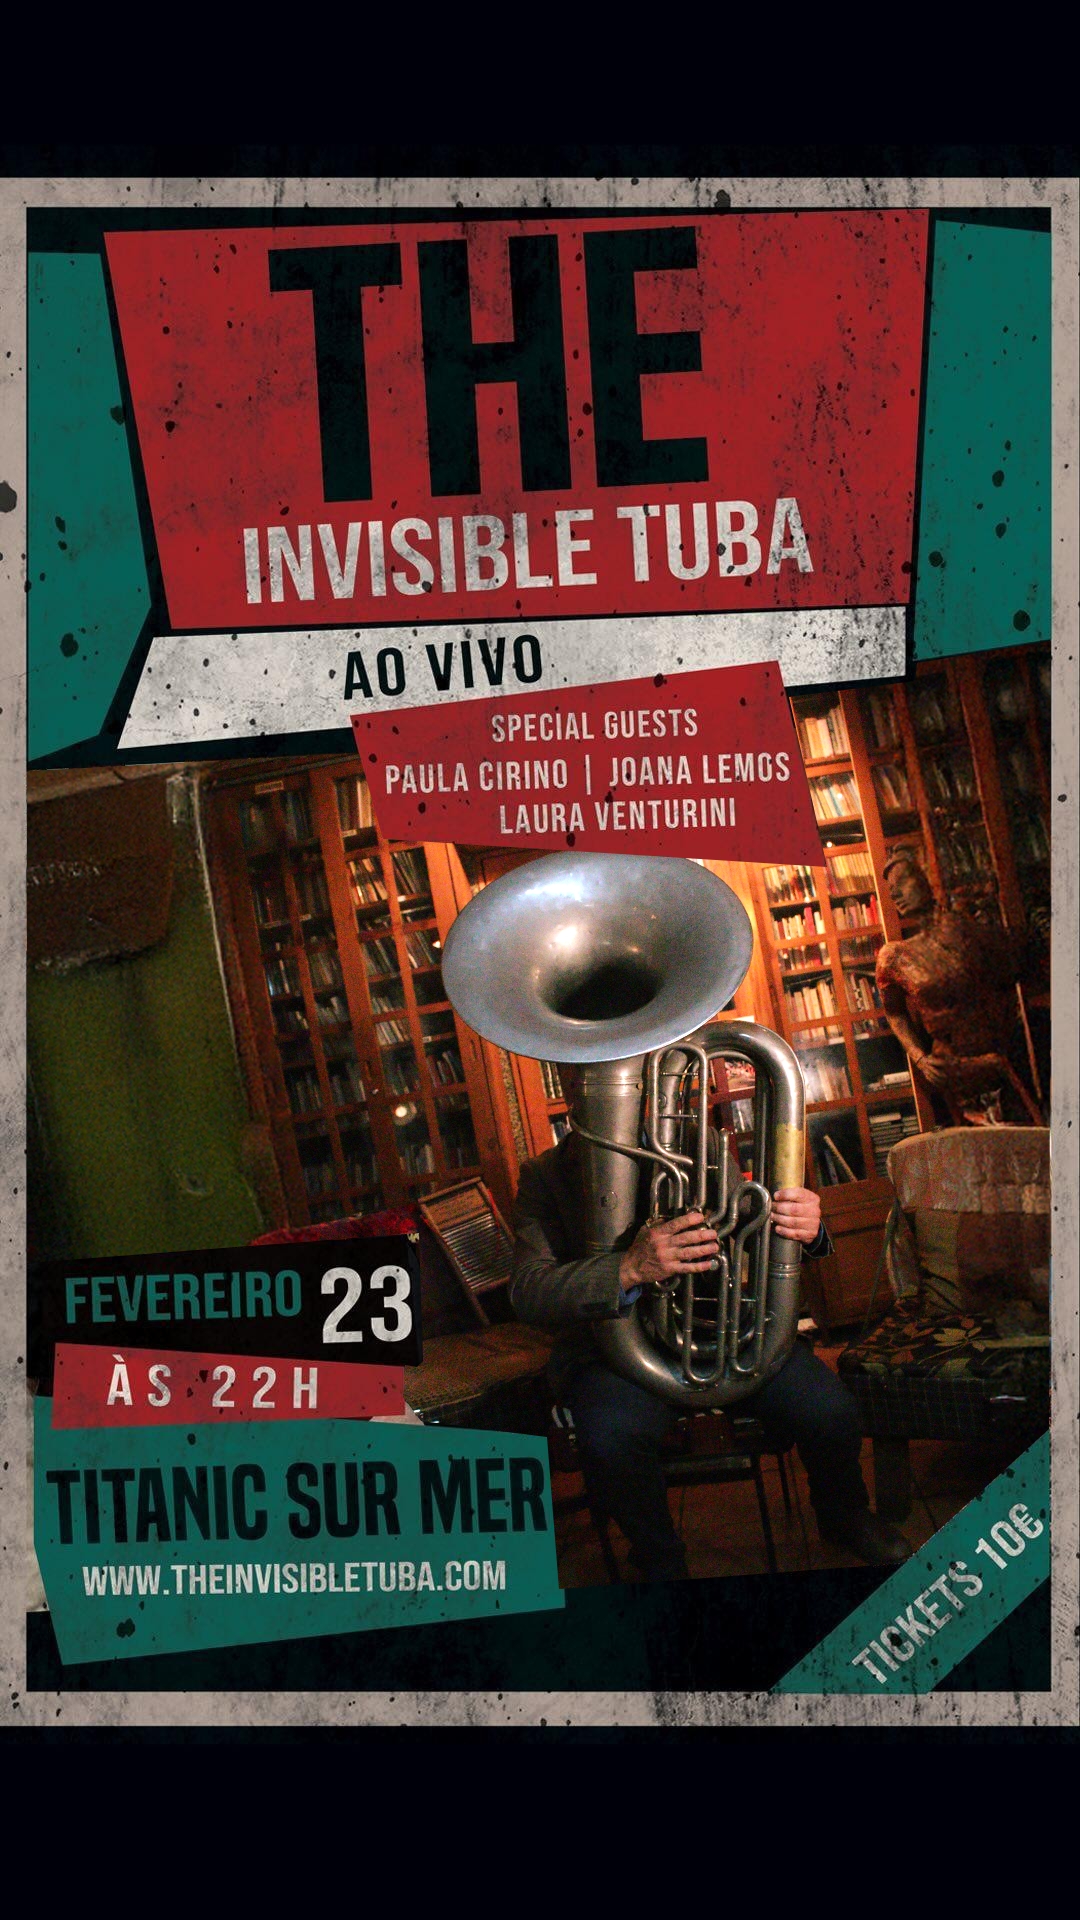 THE
INVISIBLE TUBA
AO VIVO
SPECIAL GUESTS
PAULA CIRINO | JOANA LEMOS
LAURA VENTURINI
FEVEREIRO 23
ÀS 22H
TITANIC SUR MER
WWW.THEINVISIBLETUBA.COM
TICKETS 10€